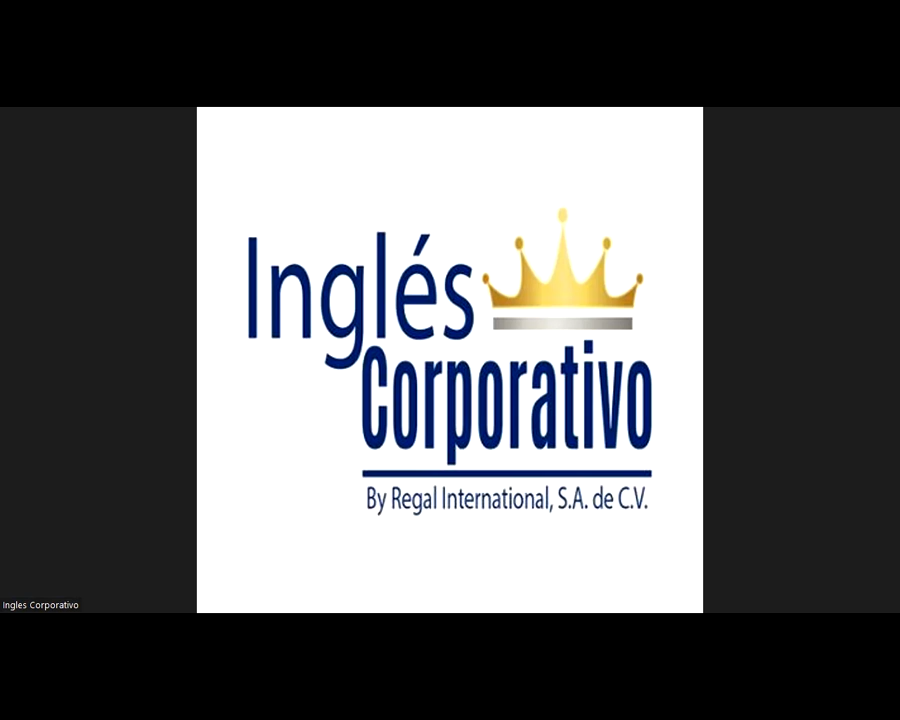 Inglés
Corporativo
By Regal International, S.A. de C.V.
Ingles Corporativo